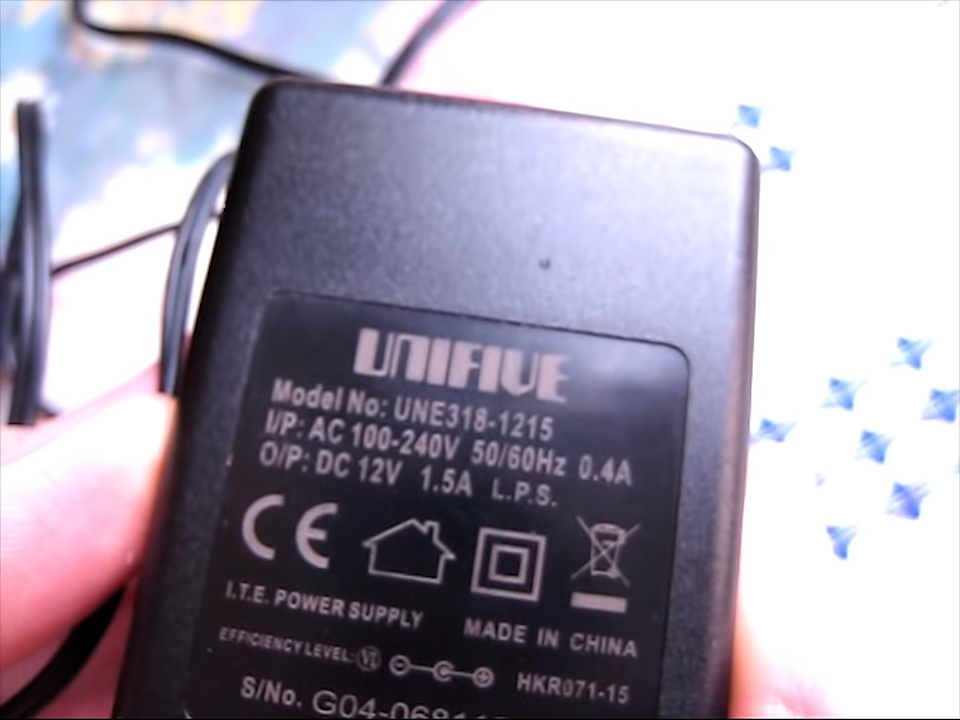 UNIFIVE
Model No: UNE318-1215
I/P: AC 100-240V 50/60Hz 0.4A
O/P: DC 12V 1.5A L.P.S.
CE
I.T.E. POWER SUPPLY
MADE IN CHINA
EFFICIENCY LEVEL: VI
HKR071-15
S/No.